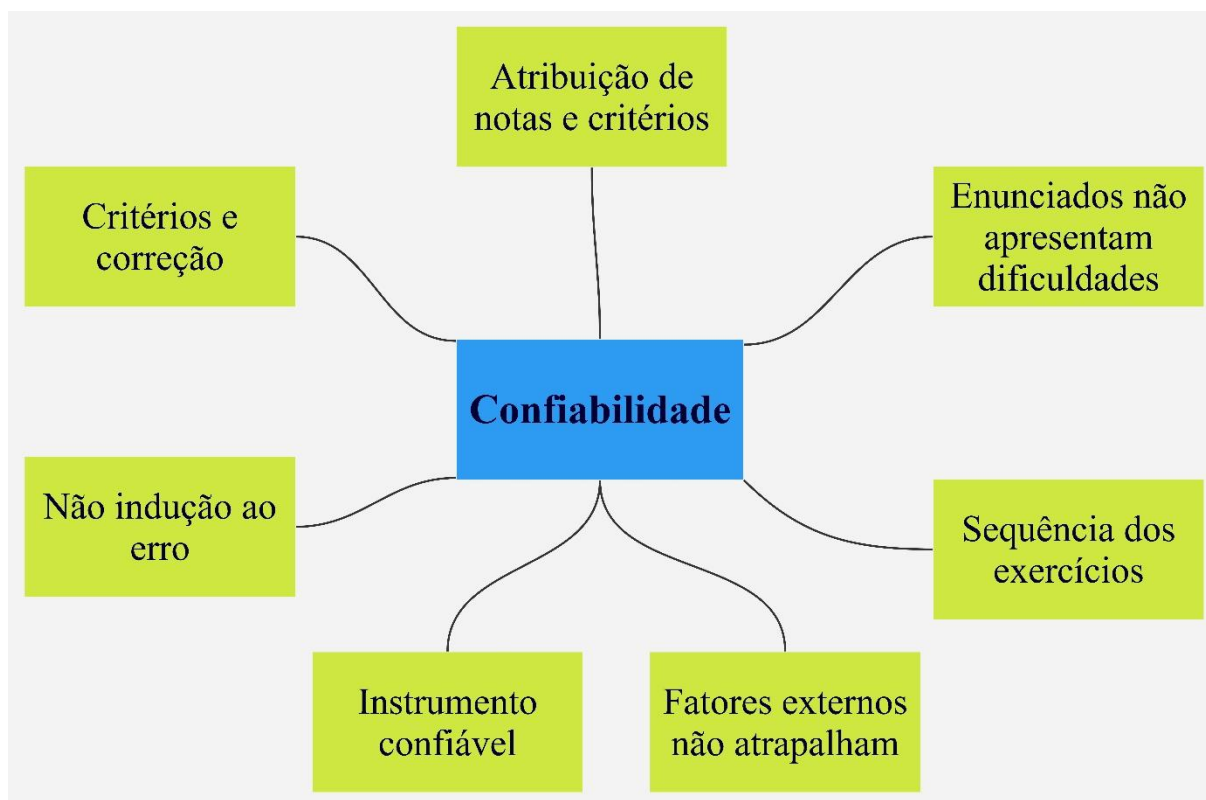 Atribuição de
notas e critérios
Critérios e
correção
Enunciados não
apresentam
dificuldades
Confiabilidade
Não indução ao
erro
Sequência dos
exercícios
Instrumento
confiável
Fatores externos
não atrapalham